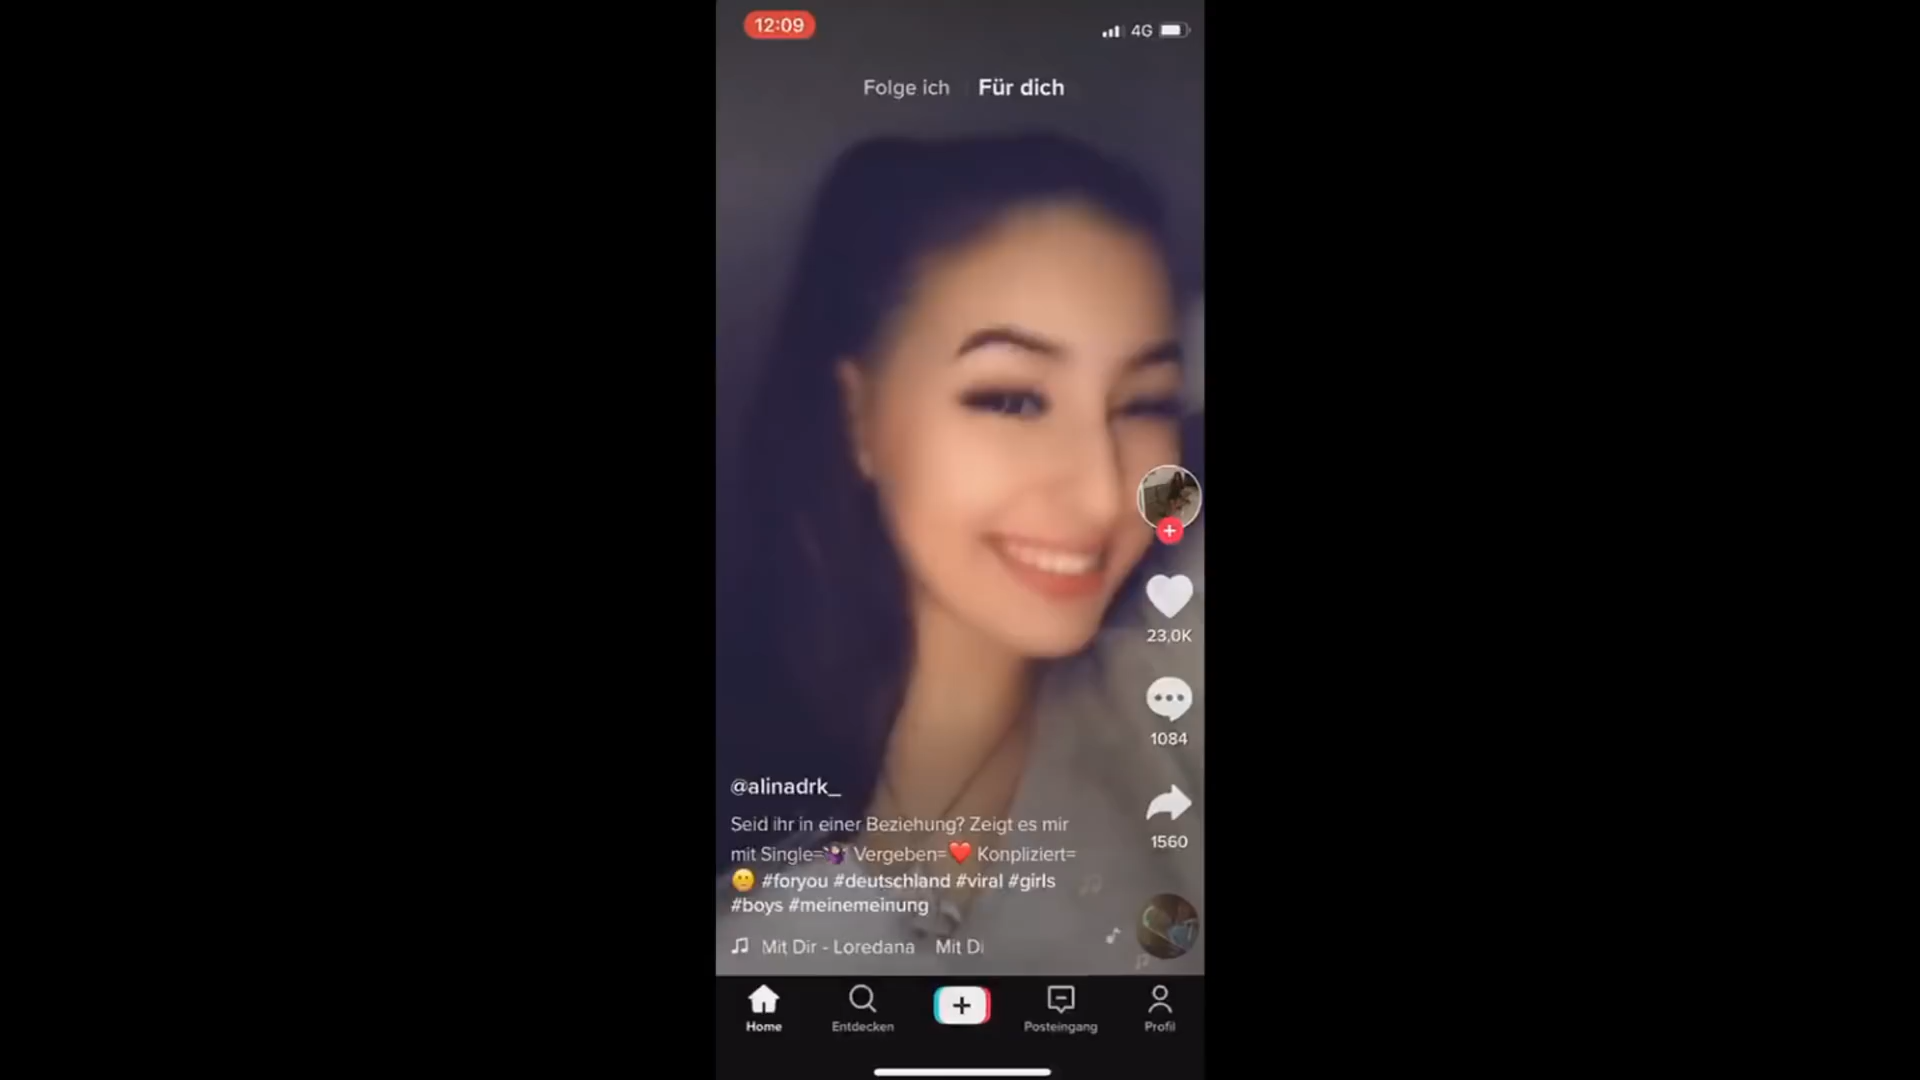 12:09
4G
Folge ich Für dich
23,0K
1084
1560
@alinadrk_
Seid ihr in einer Beziehung? Zeigt es mir
mit Single=🤷🏻‍♀️ Vergeben=❤️ Konpliziert=
🙂 #foryou #deutschland #viral #girls
#boys #meinemeinung
Mit Dir - Loredana Mit Di
Home Entdecken Posteingang Profil